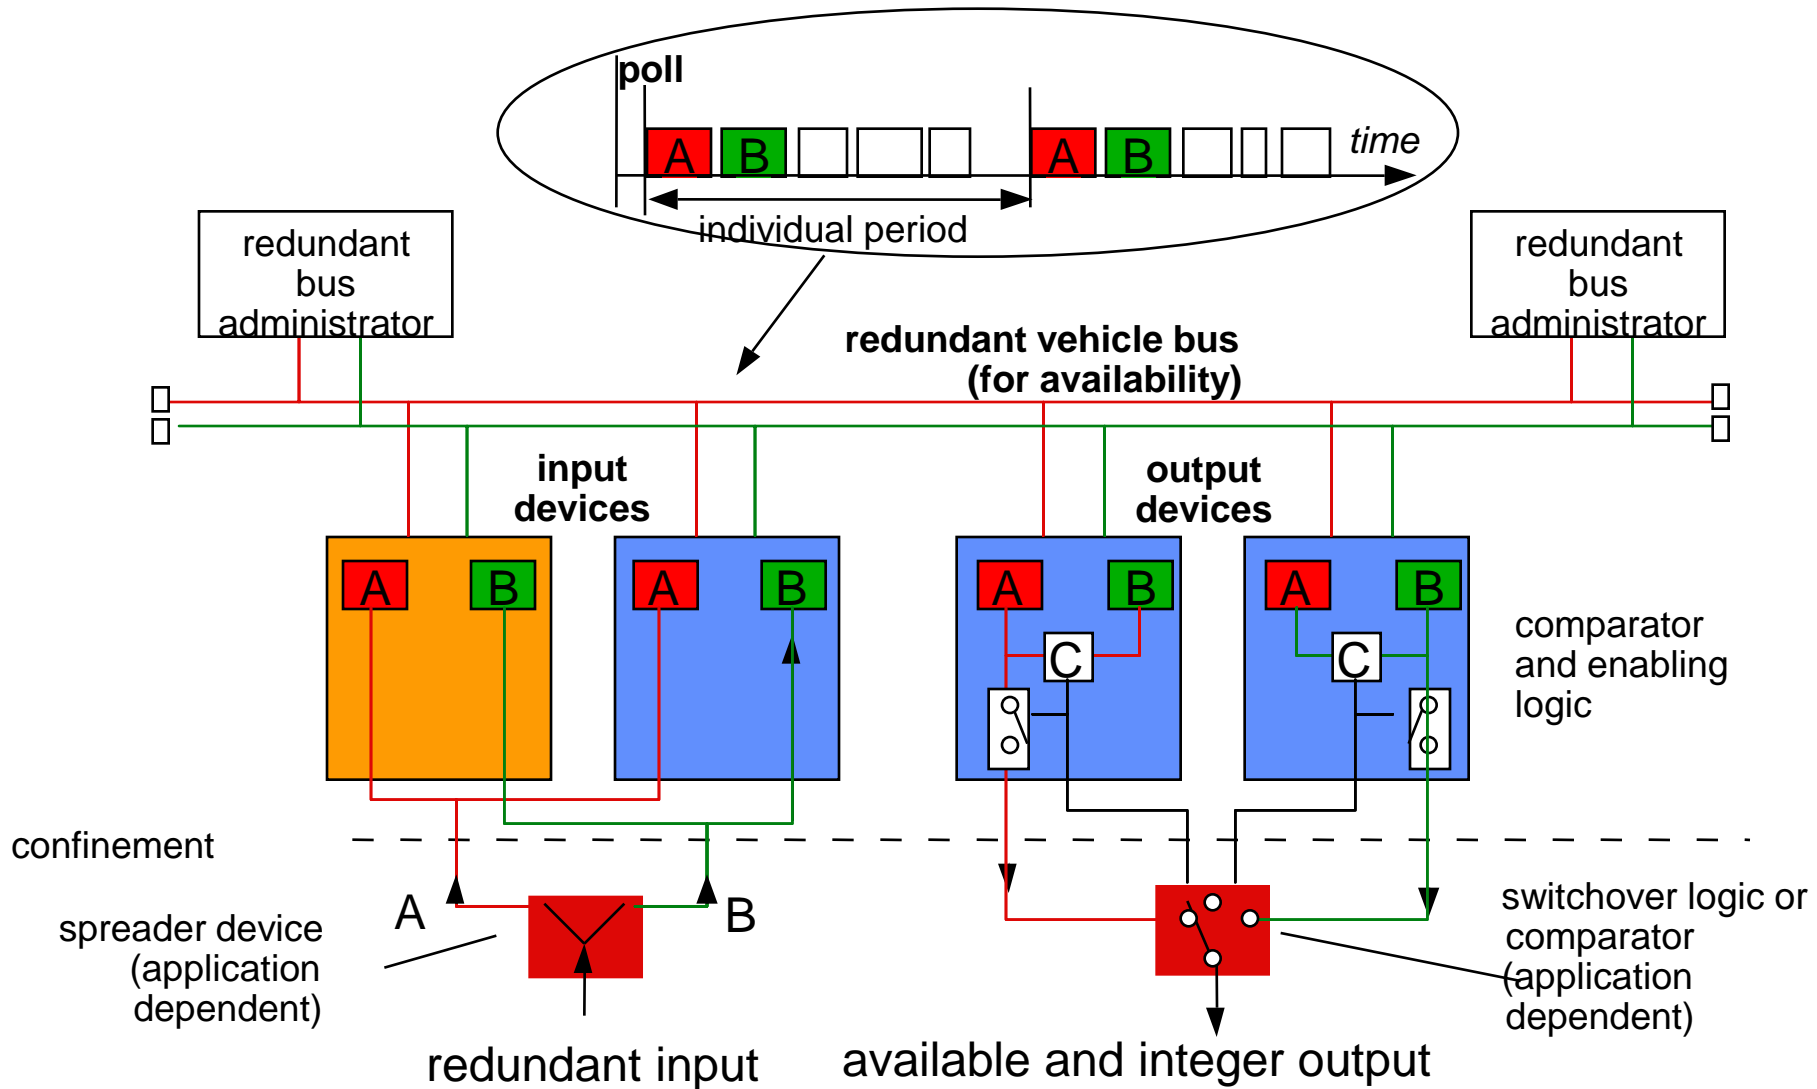 poll
A B A B time
individual period
redundant
bus
administrator
redundant
bus
administrator
redundant vehicle bus
(for availability)
input
devices
output
devices
A B A B A B A B
C C
comparator
and enabling
logic
confinement
A B
spreader device
(application
dependent)
switchover logic or
comparator
(application
dependent)
redundant input
available and integer output